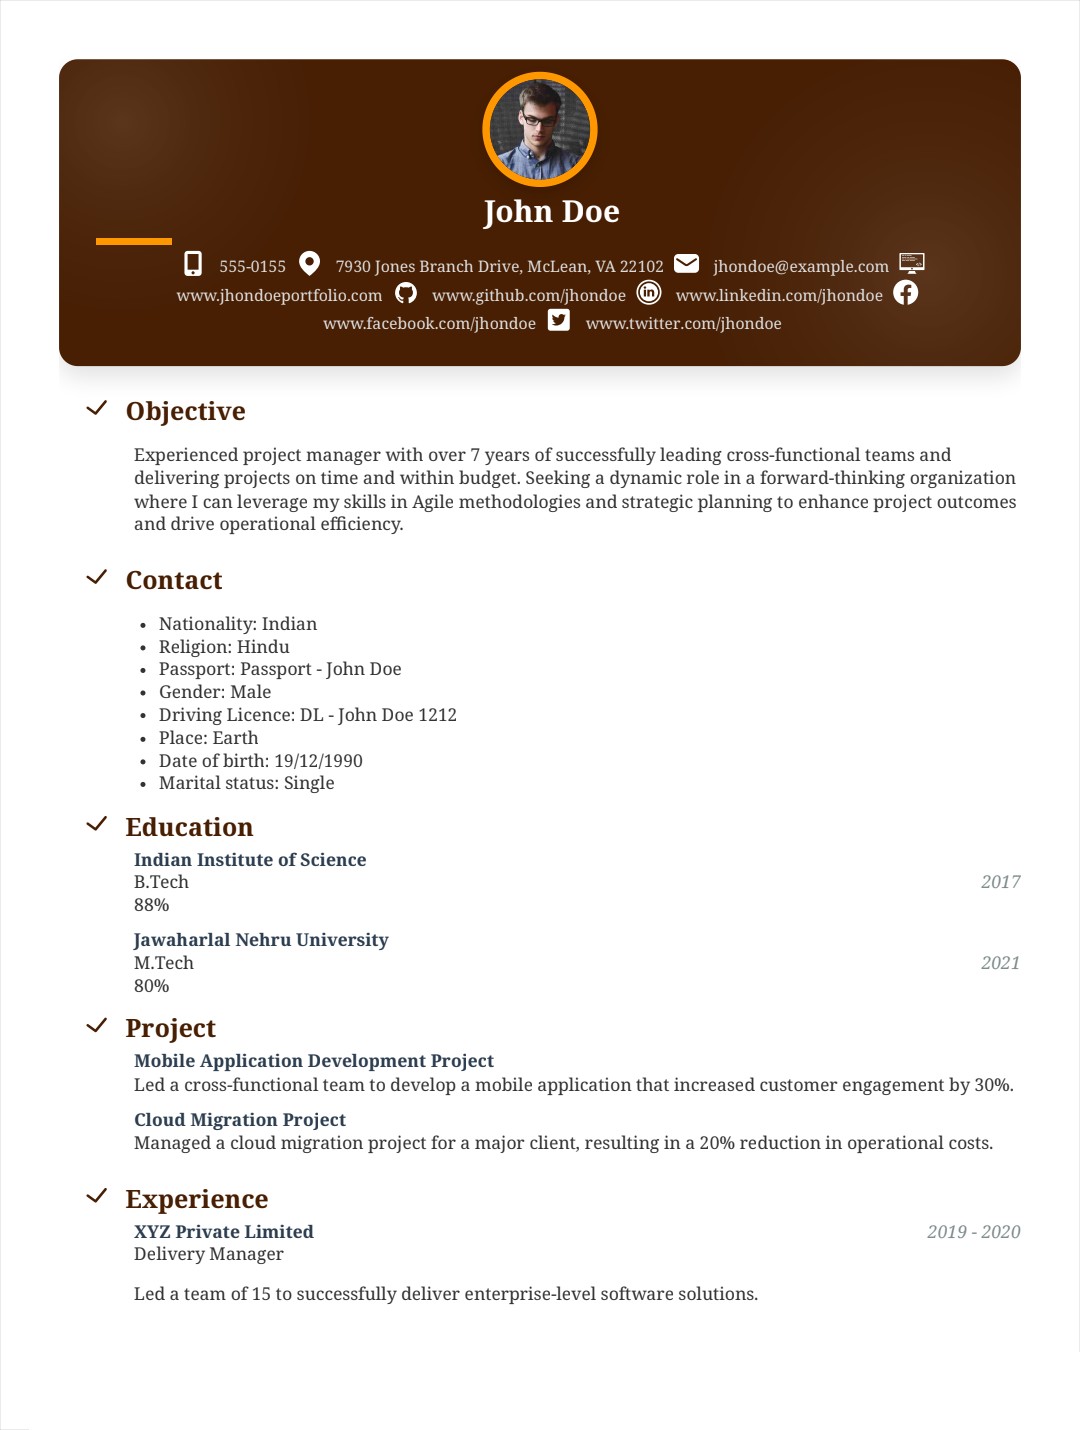 John Doe
555-0155 7930 Jones Branch Drive, McLean, VA 22102 jhondoe@example.com
www.jhondoeportfolio.com www.github.com/jhondoe www.linkedin.com/jhondoe
www.facebook.com/jhondoe www.twitter.com/jhondoe
Objective
Experienced project manager with over 7 years of successfully leading cross-functional teams and
delivering projects on time and within budget. Seeking a dynamic role in a forward-thinking organization
where I can leverage my skills in Agile methodologies and strategic planning to enhance project outcomes
and drive operational efficiency.
Contact
• Nationality: Indian
• Religion: Hindu
• Passport: Passport - John Doe
• Gender: Male
• Driving Licence: DL - John Doe 1212
• Place: Earth
• Date of birth: 19/12/1990
• Marital status: Single
Education
Indian Institute of Science
B.Tech 2017
88%
Jawaharlal Nehru University
M.Tech 2021
80%
Project
Mobile Application Development Project
Led a cross-functional team to develop a mobile application that increased customer engagement by 30%.
Cloud Migration Project
Managed a cloud migration project for a major client, resulting in a 20% reduction in operational costs.
Experience
XYZ Private Limited 2019 - 2020
Delivery Manager
Led a team of 15 to successfully deliver enterprise-level software solutions.